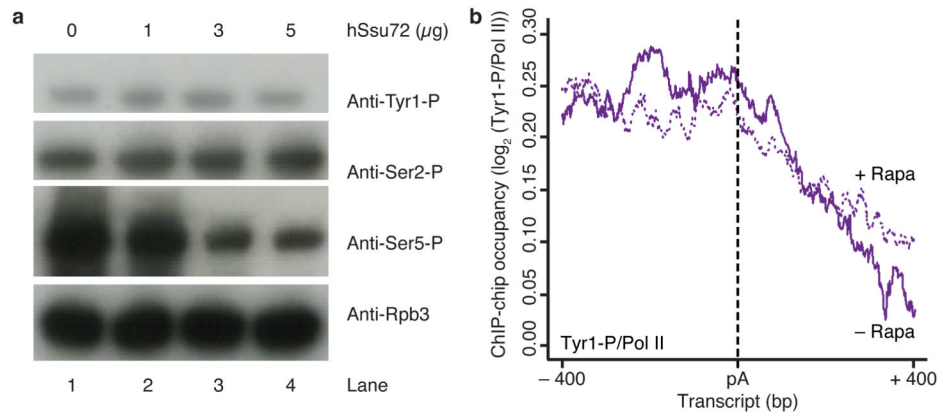 a
0 1 3 5 hSsu72 (µg)
Anti-Tyr1-P
Anti-Ser2-P
Anti-Ser5-P
Anti-Rpb3
1 2 3 4 Lane
b
ChIP-chip occupancy (log2 (Tyr1-P/Pol II))
0.30
0.25
0.20
0.15
0.10
0.05
0.00
+ Rapa
– Rapa
Tyr1-P/Pol II
– 400 pA + 400
Transcript (bp)